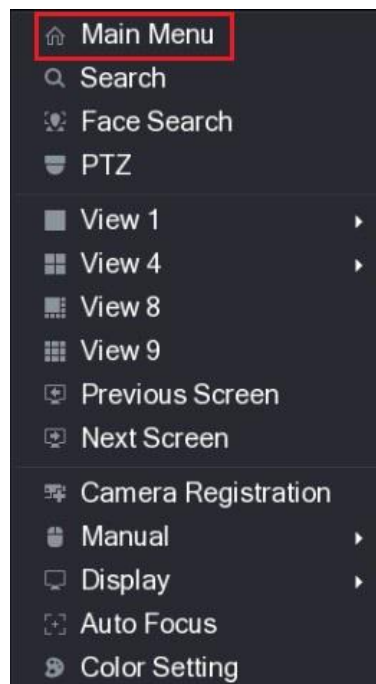 Main Menu
Search
Face Search
PTZ
View 1
View 4
View 8
View 9
Previous Screen
Next Screen
Camera Registration
Manual
Display
Auto Focus
Color Setting